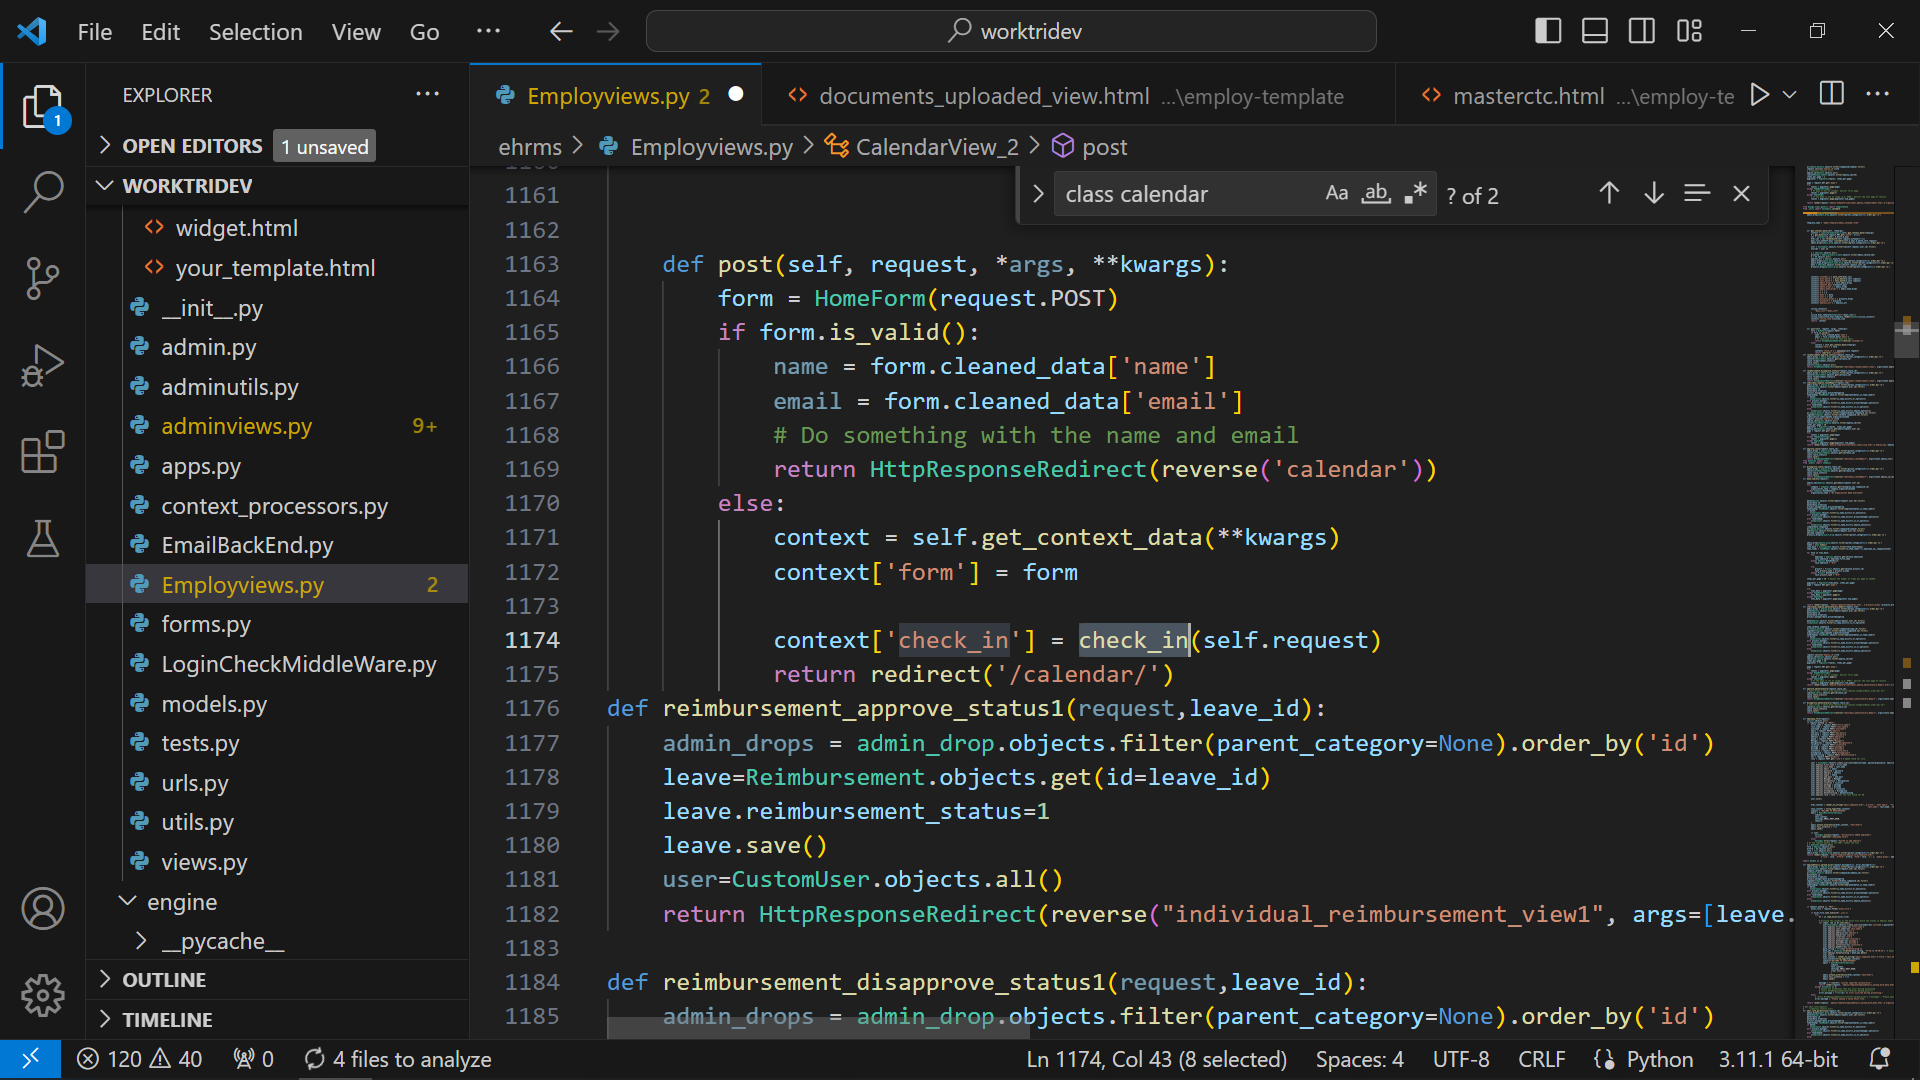 File Edit Selection View Go ··· worktridev
EXPLORER ···
OPEN EDITORS 1 unsaved
WORKTRIDEV
widget.html
your_template.html
__init__.py
admin.py
adminutils.py
adminviews.py 9+
apps.py
context_processors.py
EmailBackEnd.py
Employviews.py 2
forms.py
LoginCheckMiddleWare.py
models.py
tests.py
urls.py
utils.py
views.py
engine
__pycache__
OUTLINE
TIMELINE
1
Employviews.py 2 documents_uploaded_view.html ...\employ-template masterctc.html ...\employ-te
ehrms > Employviews.py > CalendarView_2 > post
class calendar Aa ab .* ? of 2
1161
1162
1163 def post(self, request, *args, **kwargs):
1164 form = HomeForm(request.POST)
1165 if form.is_valid():
1166 name = form.cleaned_data['name']
1167 email = form.cleaned_data['email']
1168 # Do something with the name and email
1169 return HttpResponseRedirect(reverse('calendar'))
1170 else:
1171 context = self.get_context_data(**kwargs)
1172 context['form'] = form
1173
1174 context['check_in'] = check_in(self.request)
1175 return redirect('/calendar/')
1176 def reimbursement_approve_status1(request,leave_id):
1177 admin_drops = admin_drop.objects.filter(parent_category=None).order_by('id')
1178 leave=Reimbursement.objects.get(id=leave_id)
1179 leave.reimbursement_status=1
1180 leave.save()
1181 user=CustomUser.objects.all()
1182 return HttpResponseRedirect(reverse("individual_reimbursement_view1", args=[leave.
1183
1184 def reimbursement_disapprove_status1(request,leave_id):
1185 admin_drops = admin_drop.objects.filter(parent_category=None).order_by('id')
120 40 0 4 files to analyze Ln 1174, Col 43 (8 selected) Spaces: 4 UTF-8 CRLF {} Python 3.11.1 64-bit